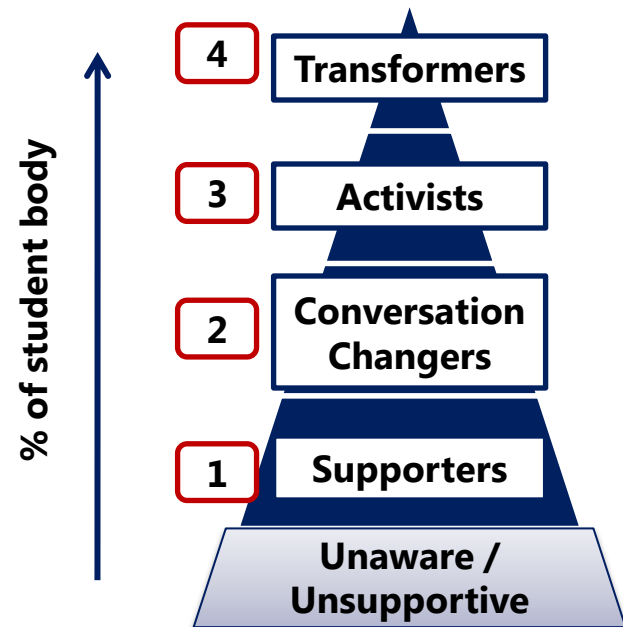 % of student body
4
Transformers
3
Activists
2
Conversation
Changers
1
Supporters
Unaware /
Unsupportive